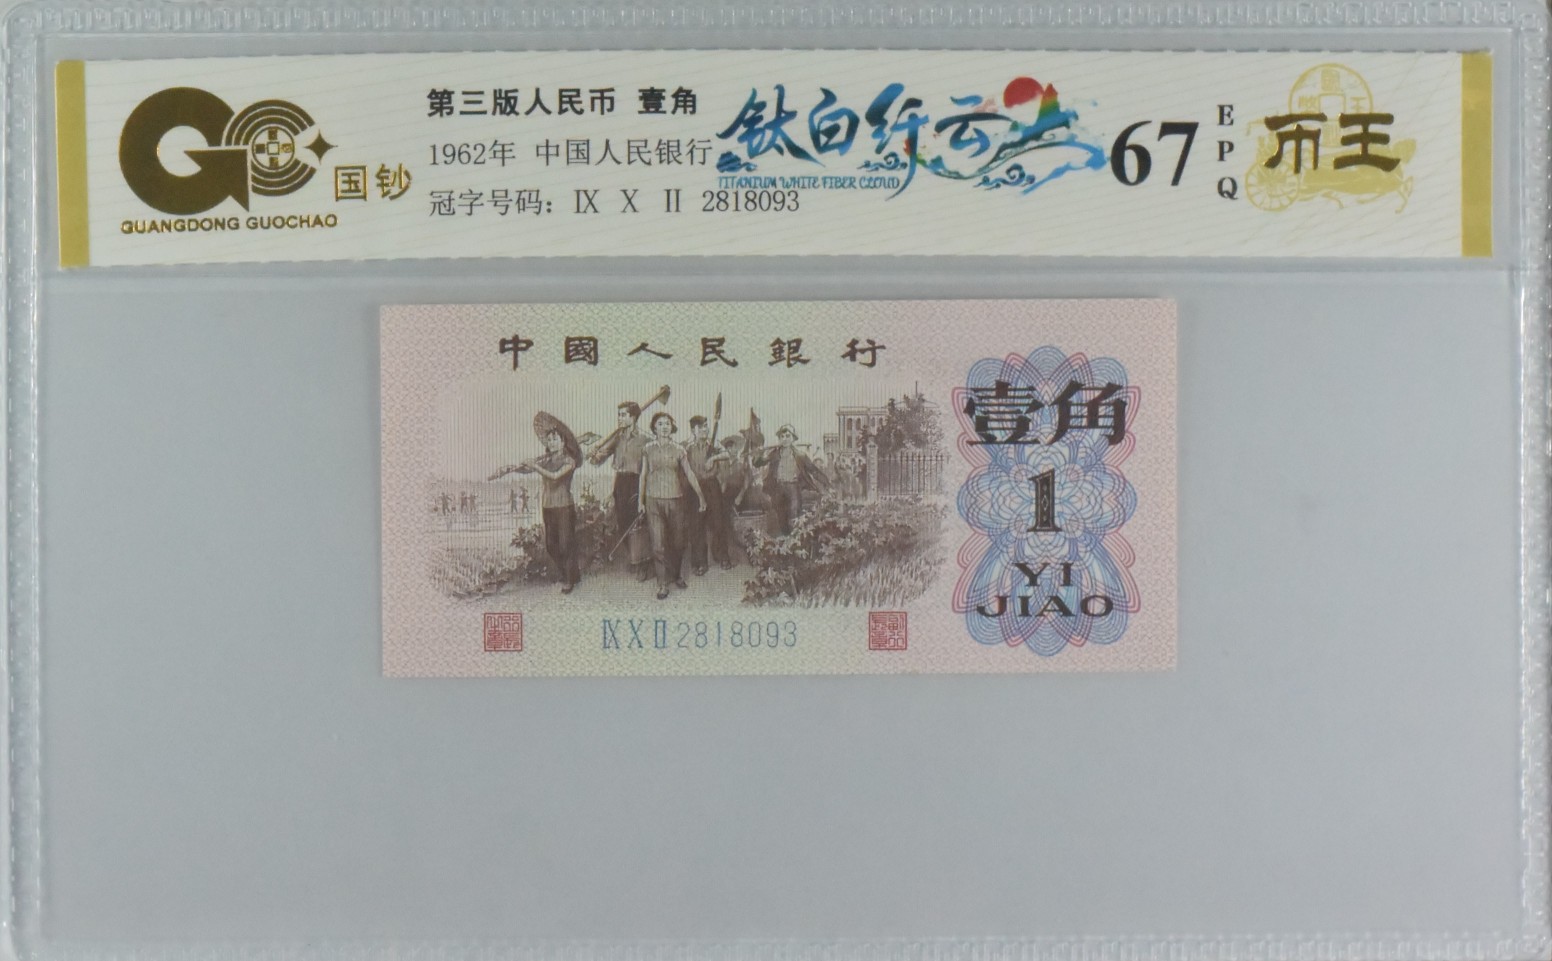 第三版人民币 壹角
1962年 中国人民银行
冠字号码: Ⅸ Ⅹ Ⅱ 2818093
国钞
GUANGDONG GUOCHAO
钛白纤云
TITANIUM WHITE FIBER CLOUD
67
EPQ
币王
中國人民銀行
壹角
1
YI
JIAO
ⅨⅩⅡ2818093